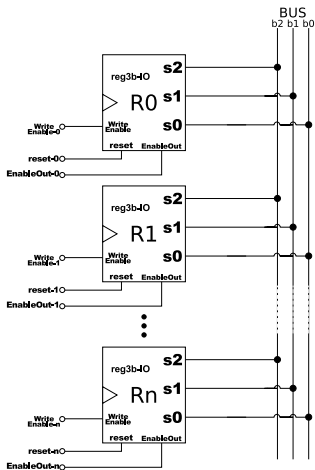 BUS
b2 b1 b0
reg3b-IO
s2
R0
s1
s0
Write
Enable-0
Write
Enable
reset EnableOut
reset-0
EnableOut-0
reg3b-IO
s2
R1
s1
s0
Write
Enable-1
Write
Enable
reset EnableOut
reset-1
EnableOut-1
reg3b-IO
s2
Rn
s1
s0
Write
Enable-n
Write
Enable
reset EnableOut
reset-n
EnableOut-n